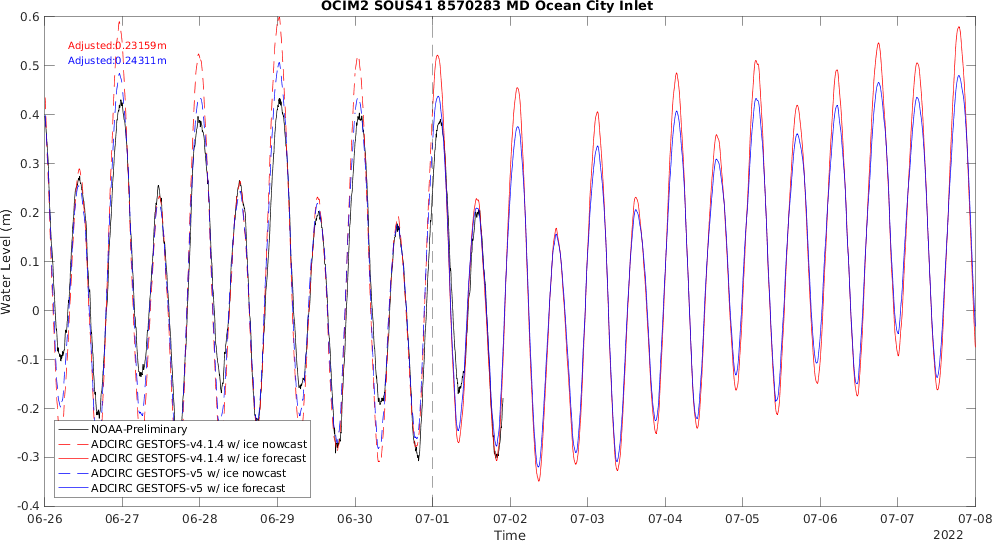 OCIM2 SOUS41 8570283 MD Ocean City Inlet
0.6
0.5
0.4
0.3
0.2
0.1
0
-0.1
-0.2
-0.3
-0.4
Water Level (m)
Adjusted:0.23159m
Adjusted:0.24311m
NOAA-Preliminary
ADCIRC GESTOFS-v4.1.4 w/ ice nowcast
ADCIRC GESTOFS-v4.1.4 w/ ice forecast
ADCIRC GESTOFS-v5 w/ ice nowcast
ADCIRC GESTOFS-v5 w/ ice forecast
06-26 06-27 06-28 06-29 06-30 07-01 07-02 07-03 07-04 07-05 07-06 07-07 07-08
Time
2022